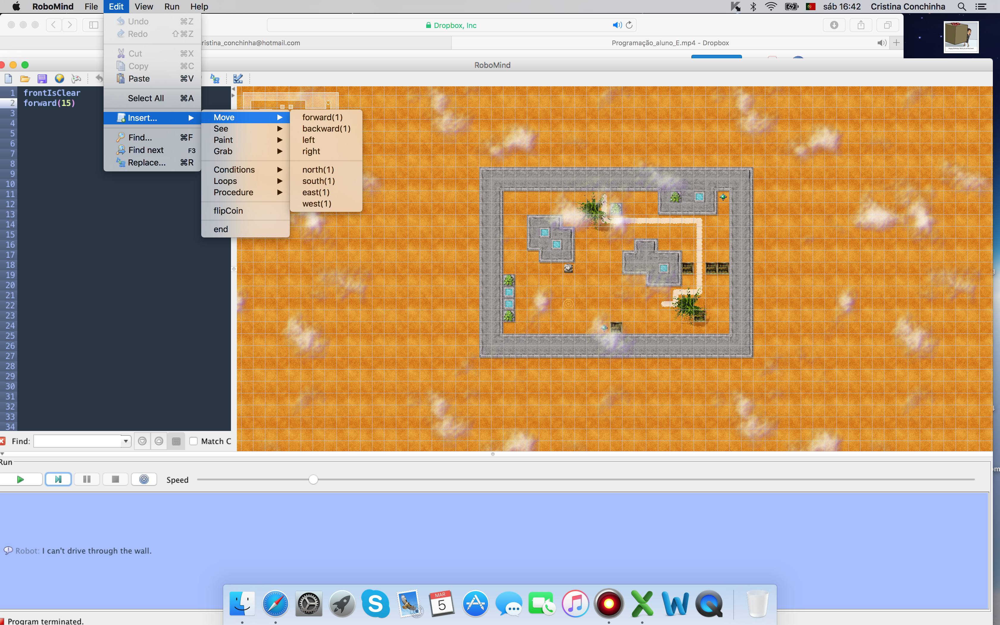 RoboMind File Edit View Run Help sáb 16:42 Cristina Conchinha
Dropbox, Inc
ristina_conchinha@hotmail.com Programação_aluno_E.mp4 - Dropbox
RoboMind
Undo ⌘Z
Redo ⇧⌘Z
Cut ⌘X
Copy ⌘C
Paste ⌘V
Select All ⌘A
Insert...
Find... ⌘F
Find next F3
Replace... ⌘R
Move
See
Paint
Grab
Conditions
Loops
Procedure
flipCoin
end
forward(1)
backward(1)
left
right
north(1)
south(1)
east(1)
west(1)
1 frontIsClear
2 forward(15)
3
4
5
6
7
8
9
10
11
12
13
14
15
16
17
18
19
20
21
22
23
24
25
26
27
28
29
30
31
32
33
34
Find: Match C
Run
Speed
Robot: I can't drive through the wall.
MAR
5
Program terminated.